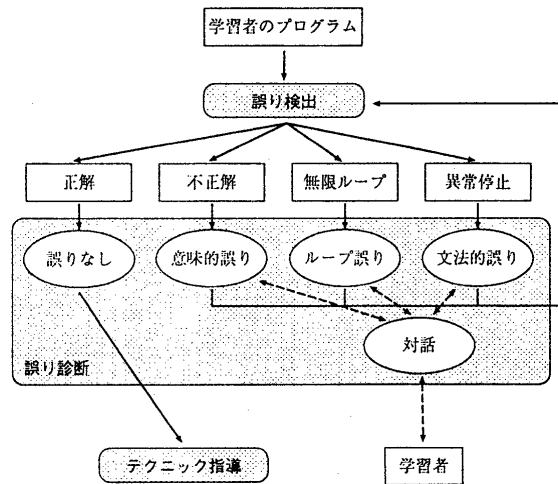 学習者のプログラム
誤り検出
正解
不正解
無限ループ
異常停止
誤りなし
意味的誤り
ループ誤り
文法的誤り
対話
誤り診断
テクニック指導
学習者